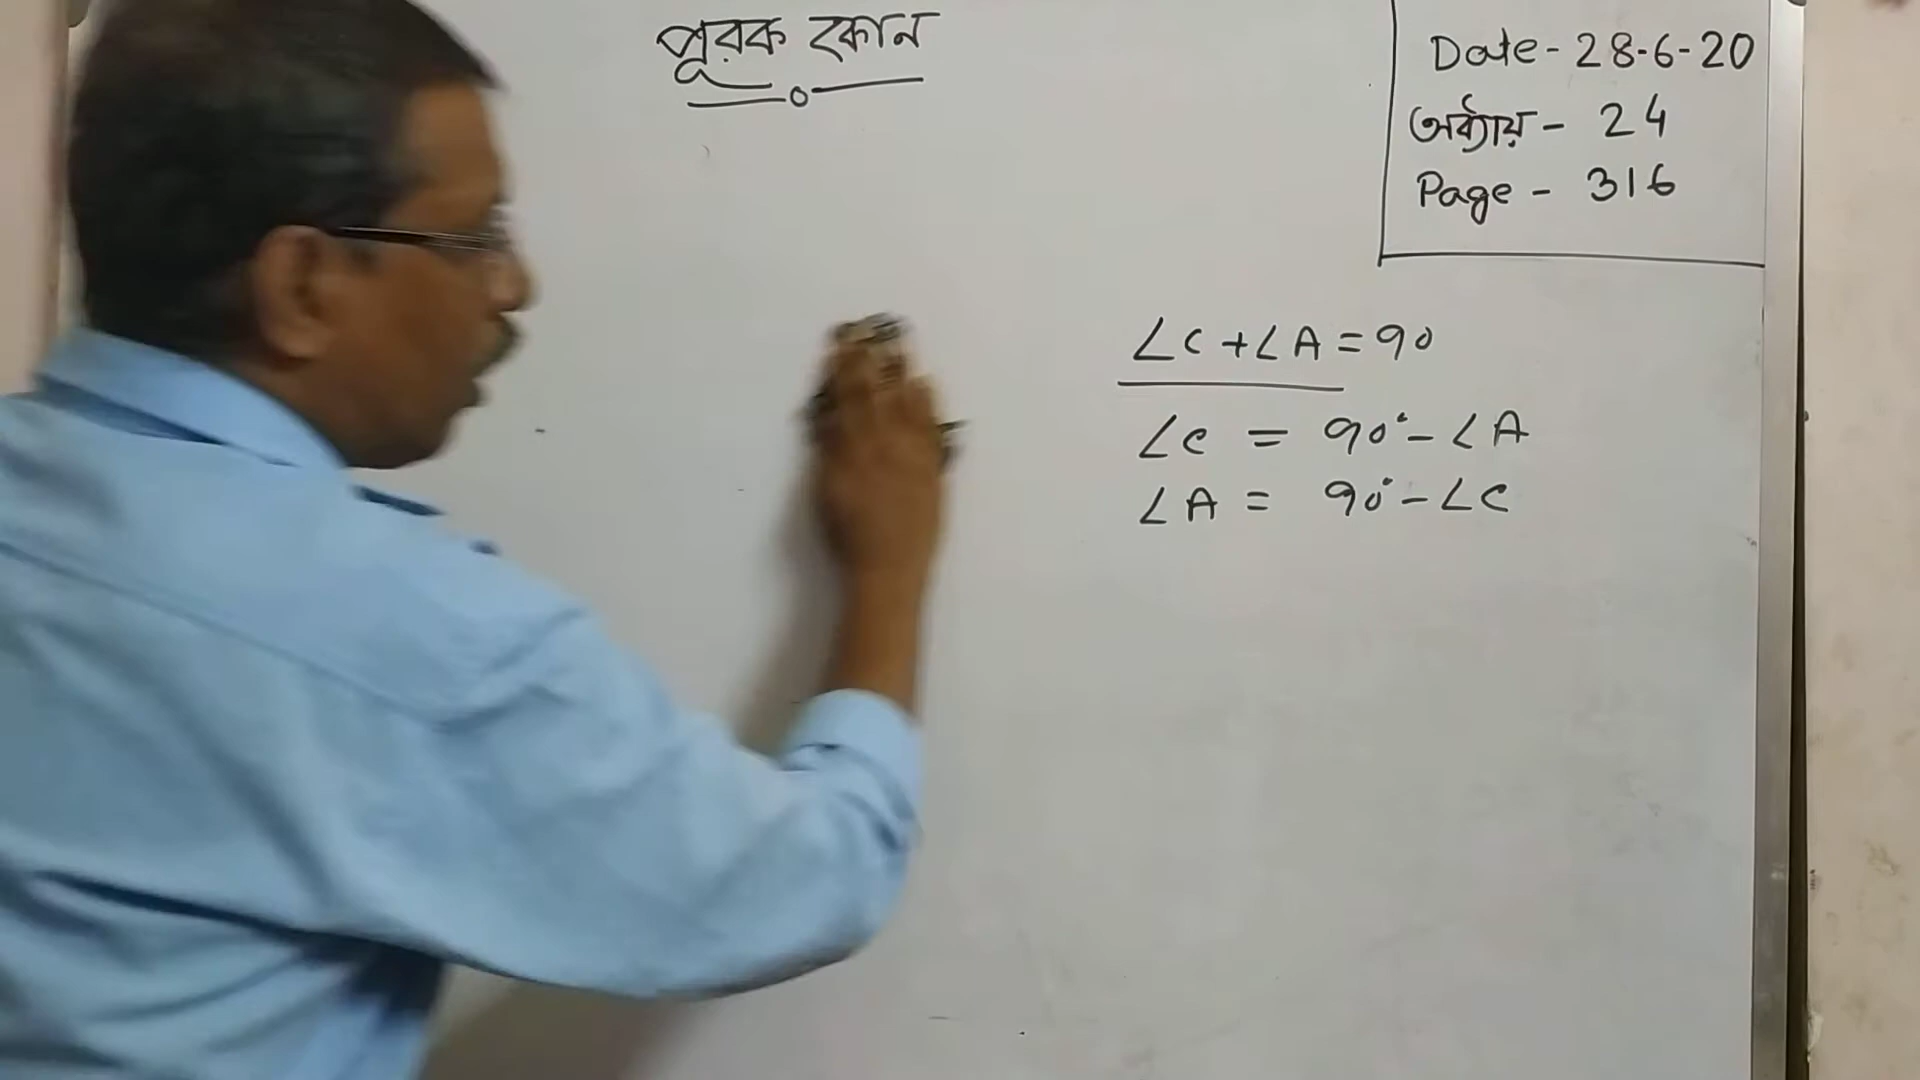 পূরক কোন
Date - 28-6-20
অধ্যায় - 24
Page - 316
∠C + ∠A = 90
∠C = 90° - ∠A
∠A = 90° - ∠C